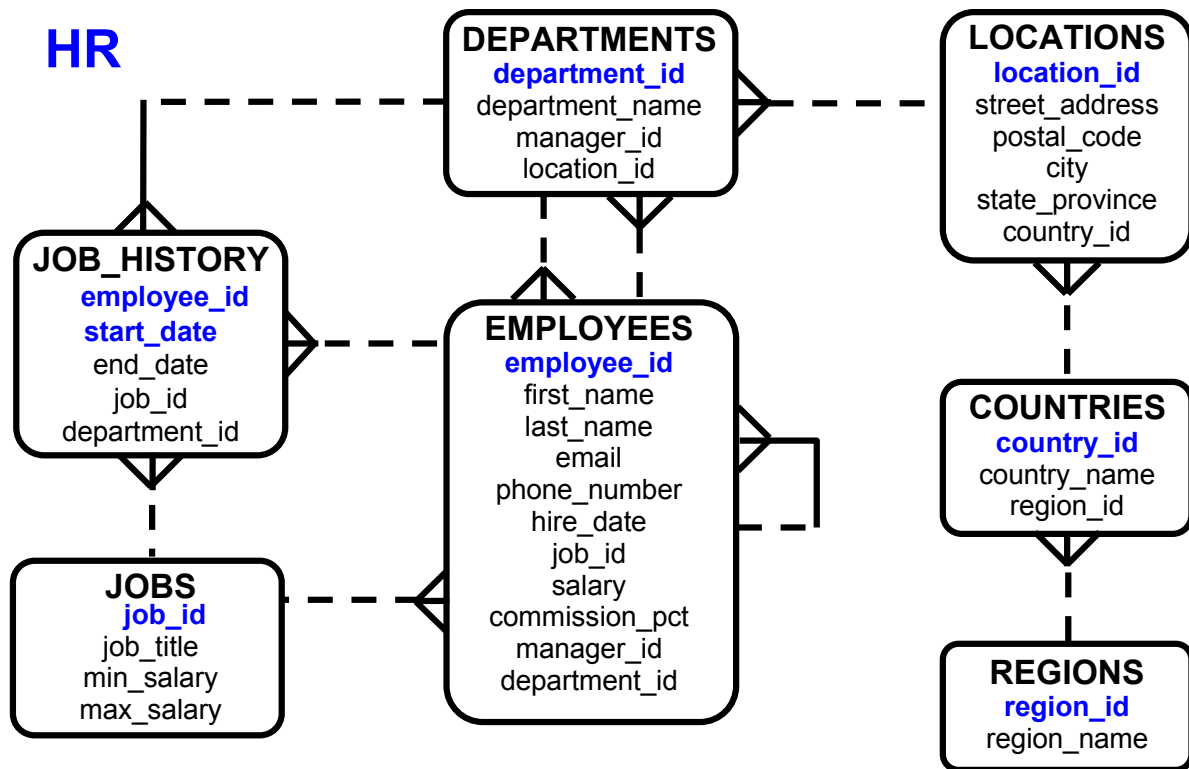 HR
DEPARTMENTS
department_id
department_name
manager_id
location_id
LOCATIONS
location_id
street_address
postal_code
city
state_province
country_id
JOB_HISTORY
employee_id
start_date
end_date
job_id
department_id
EMPLOYEES
employee_id
first_name
last_name
email
phone_number
hire_date
job_id
salary
commission_pct
manager_id
department_id
COUNTRIES
country_id
country_name
region_id
JOBS
job_id
job_title
min_salary
max_salary
REGIONS
region_id
region_name